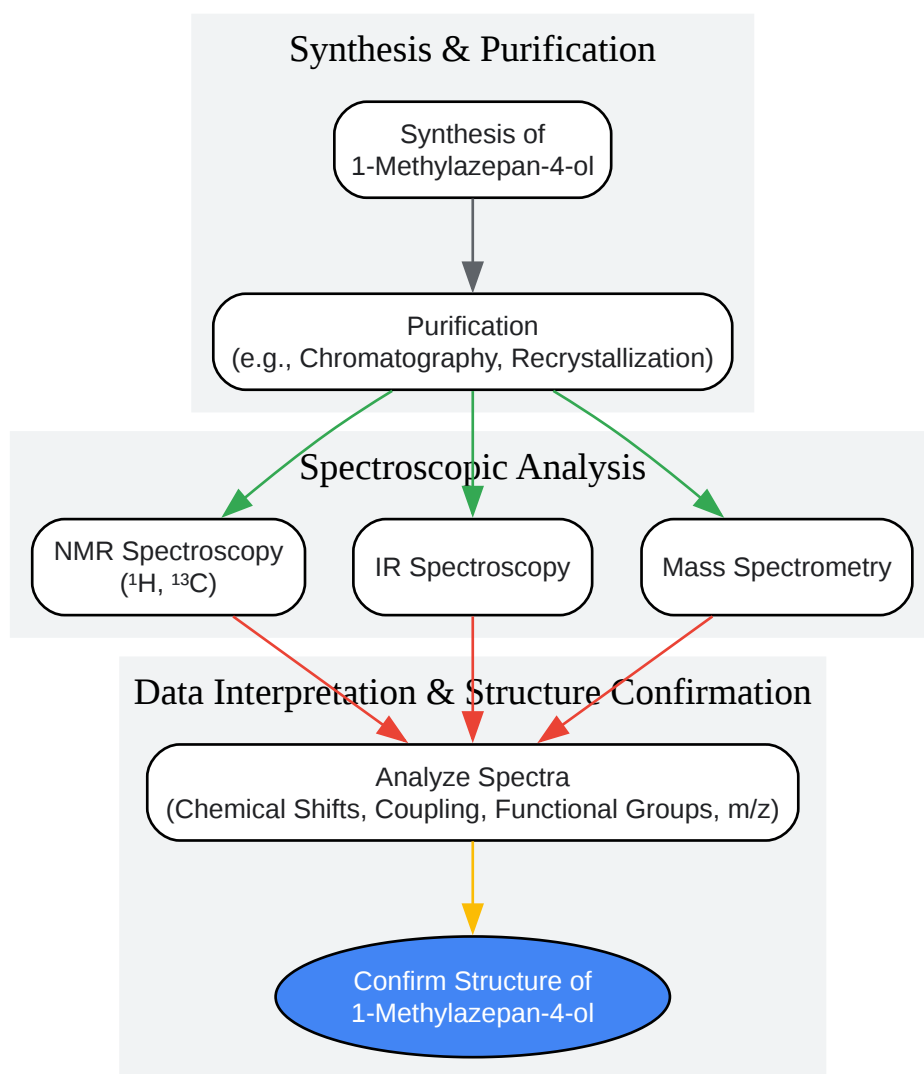 Synthesis & Purification
Synthesis of
1-Methylazepan-4-ol
Purification
(e.g., Chromatography, Recrystallization)
Spectroscopic Analysis
NMR Spectroscopy
(¹H, ¹³C)
IR Spectroscopy
Mass Spectrometry
Data Interpretation & Structure Confirmation
Analyze Spectra
(Chemical Shifts, Coupling, Functional Groups, m/z)
Confirm Structure of
1-Methylazepan-4-ol